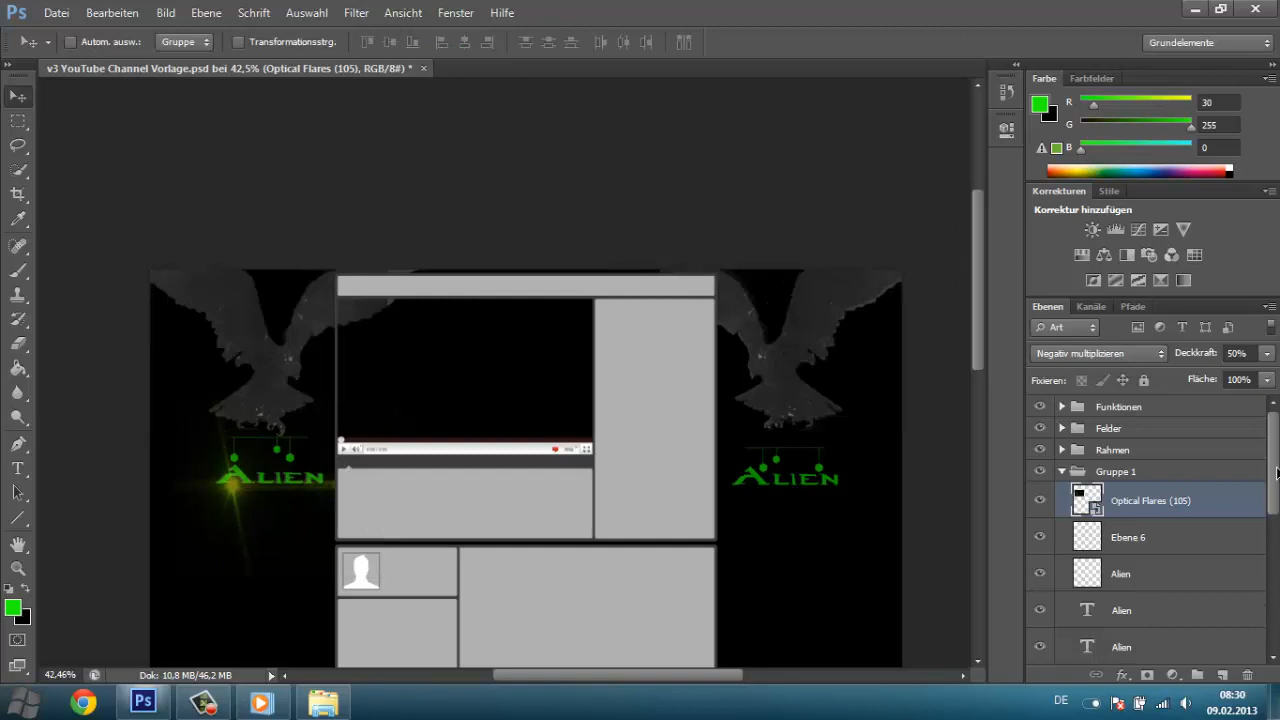 Ps Datei Bearbeiten Bild Ebene Schrift Auswahl Filter Ansicht Fenster Hilfe
Autom. ausw.: Gruppe Transformationsstrg. Grundelemente
v3 YouTube Channel Vorlage.psd bei 42,5% (Optical Flares (105), RGB/8#) * ×
Farbe Farbfelder
R 30
G 255
B 0
Korrekturen Stile
Korrektur hinzufügen
Ebenen Kanäle Pfade
Art
Negativ multiplizieren Deckkraft: 50%
Fixieren: Fläche: 100%
Funktionen
Felder
Rahmen
Gruppe 1
Optical Flares (105)
Ebene 6
Alien
T Alien
T Alien
Alien
Alien
42.46% Dok: 10,8 MB/46,2 MB
fx
Ps DE 08:30
09.02.2013